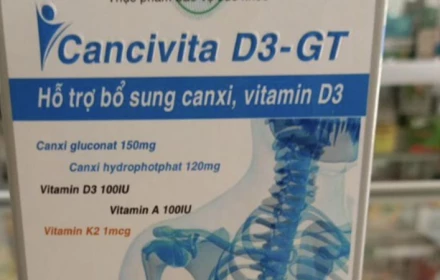 Cancivita D3-GT
Hỗ trợ bổ sung canxi, vitamin D3
Canxi gluconat 150mg
Canxi hydrophotphat 120mg
Vitamin D3 100IU
Vitamin A 100IU
Vitamin K2 1mcg